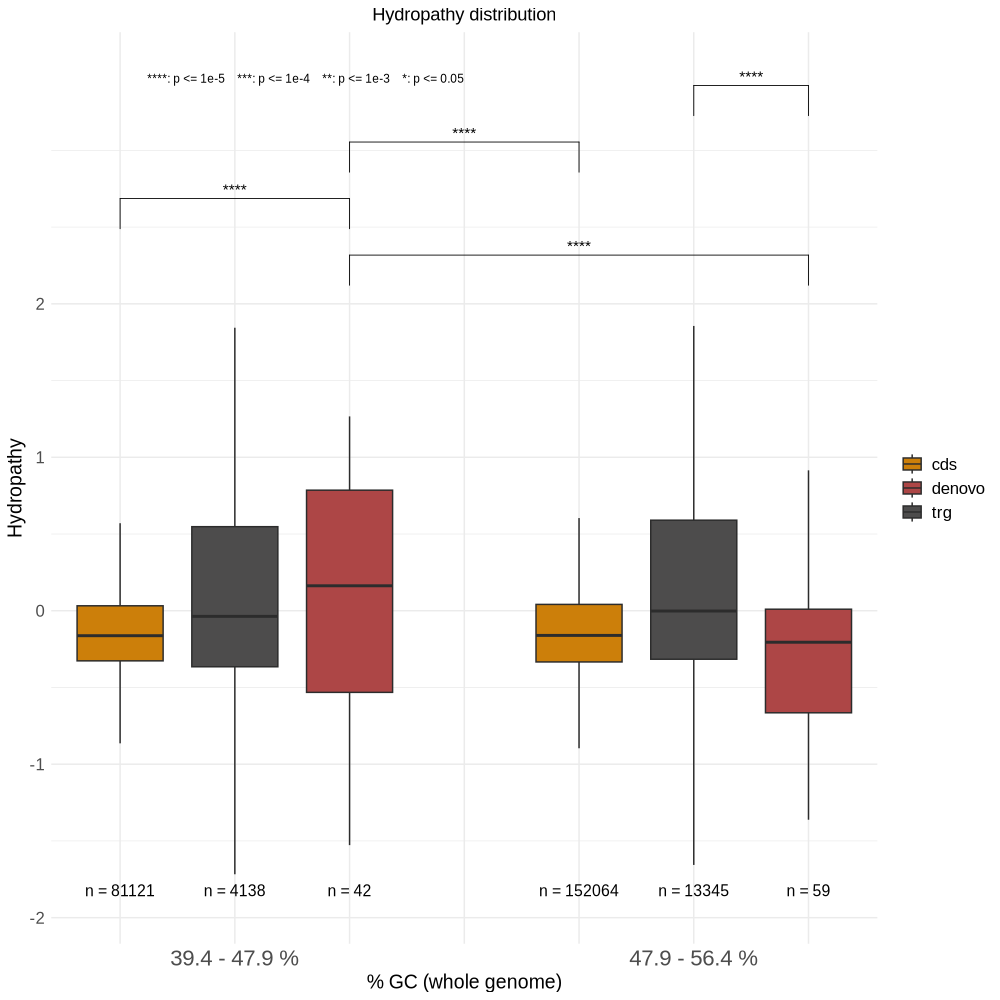 Hydropathy distribution
****: p <= 1e-5 ***: p <= 1e-4 **: p <= 1e-3 *: p <= 0.05
****
****
****
****
2
1
0
-1
-2
Hydropathy
cds
denovo
trg
n = 81121 n = 4138 n = 42 n = 152064 n = 13345 n = 59
39.4 - 47.9 % 47.9 - 56.4 %
% GC (whole genome)